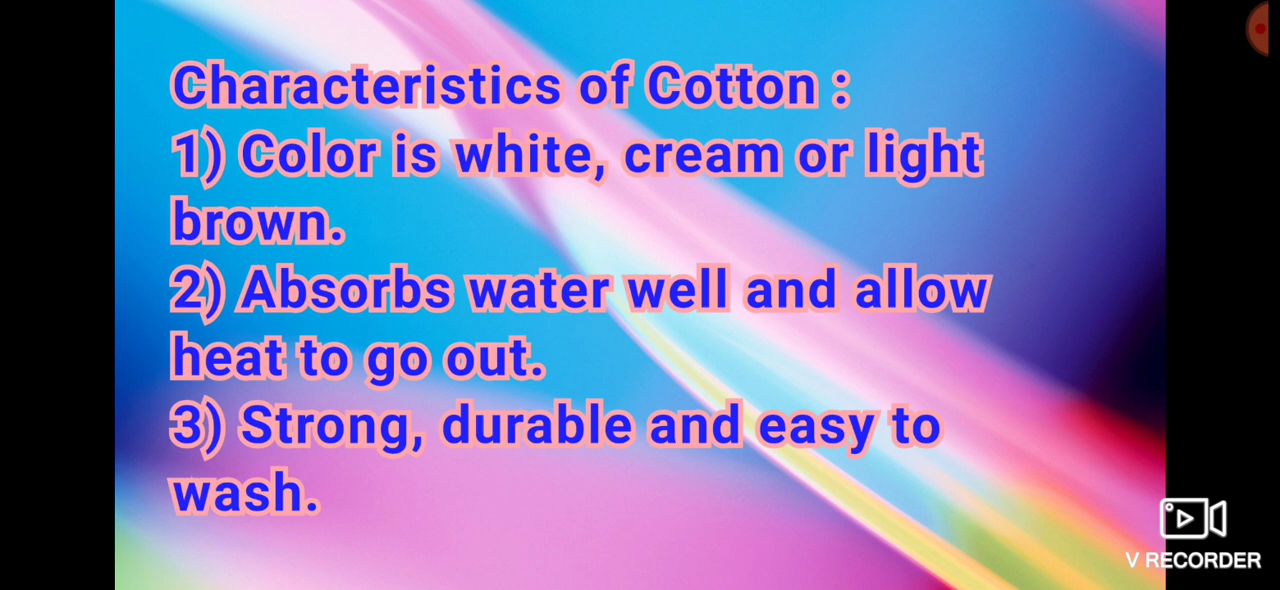 Characteristics of Cotton :
1) Color is white, cream or light
brown.
2) Absorbs water well and allow
heat to go out.
3) Strong, durable and easy to
wash.
V RECORDER